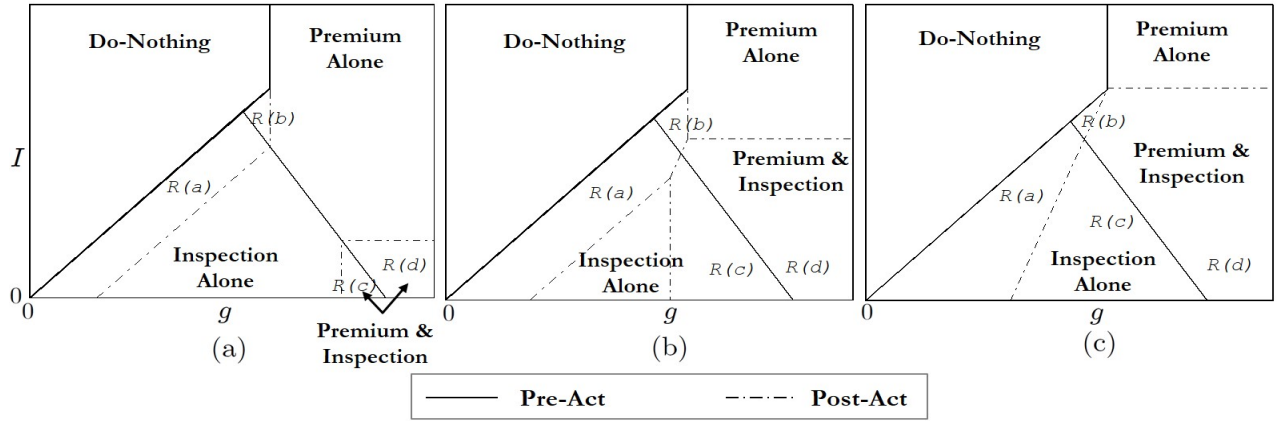 Do-Nothing
Premium
Alone
R(b)
I
R(a)
Inspection
Alone
R(d)
R(c)
0
0
g
Premium &
Inspection
(a)
Do-Nothing
Premium
Alone
R(b)
Premium &
Inspection
R(a)
Inspection
Alone
R(c)
R(d)
0
g
(b)
Do-Nothing
Premium
Alone
R(b)
Premium &
Inspection
R(a)
R(c)
Inspection
Alone
R(d)
0
g
(c)
Pre-Act
Post-Act